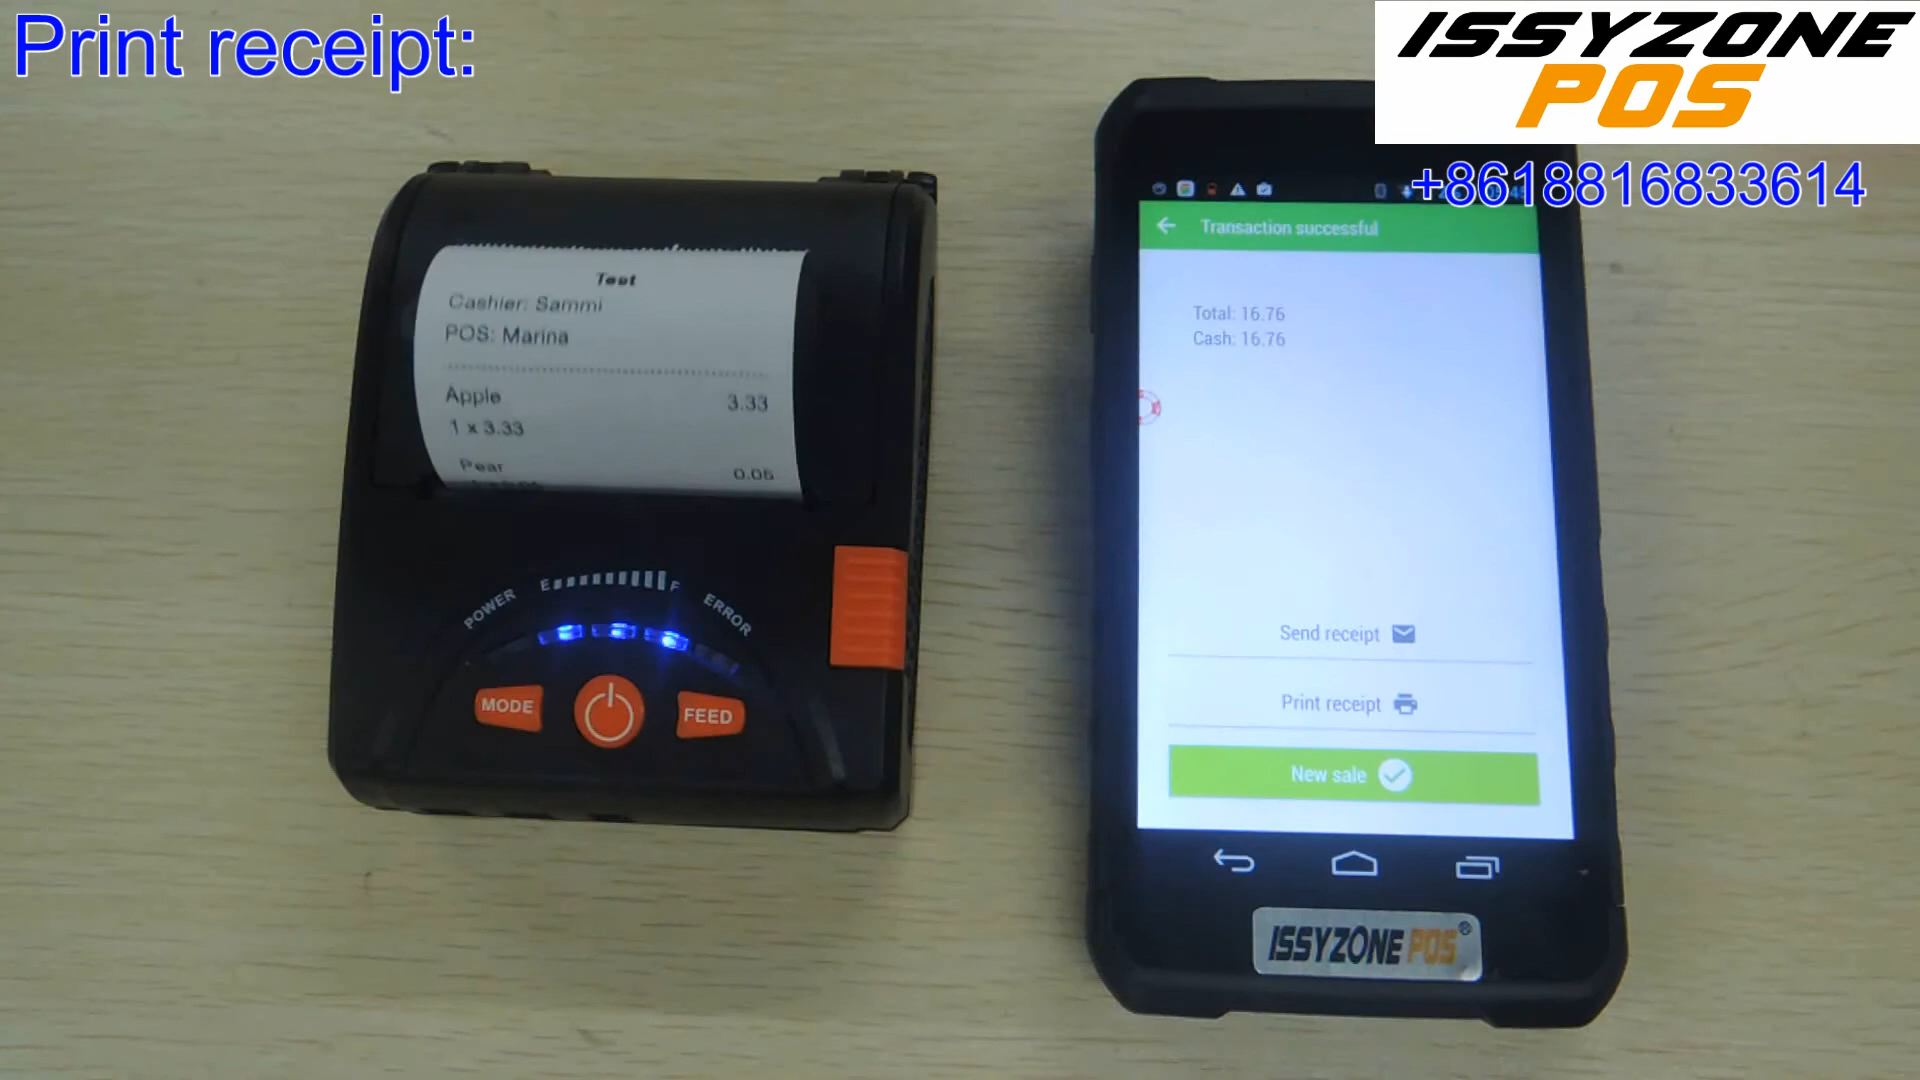 Print receipt:
ISSYZONE
POS
+8618816833614
Test
Cashier: Sammi
POS: Marina
Apple 3.33
1 x 3.33
Pear 0.05
POWER E F ERROR
MODE FEED
Transaction successful
Total: 16.76
Cash: 16.76
Send receipt
Print receipt
New sale
ISSYZONE POS®